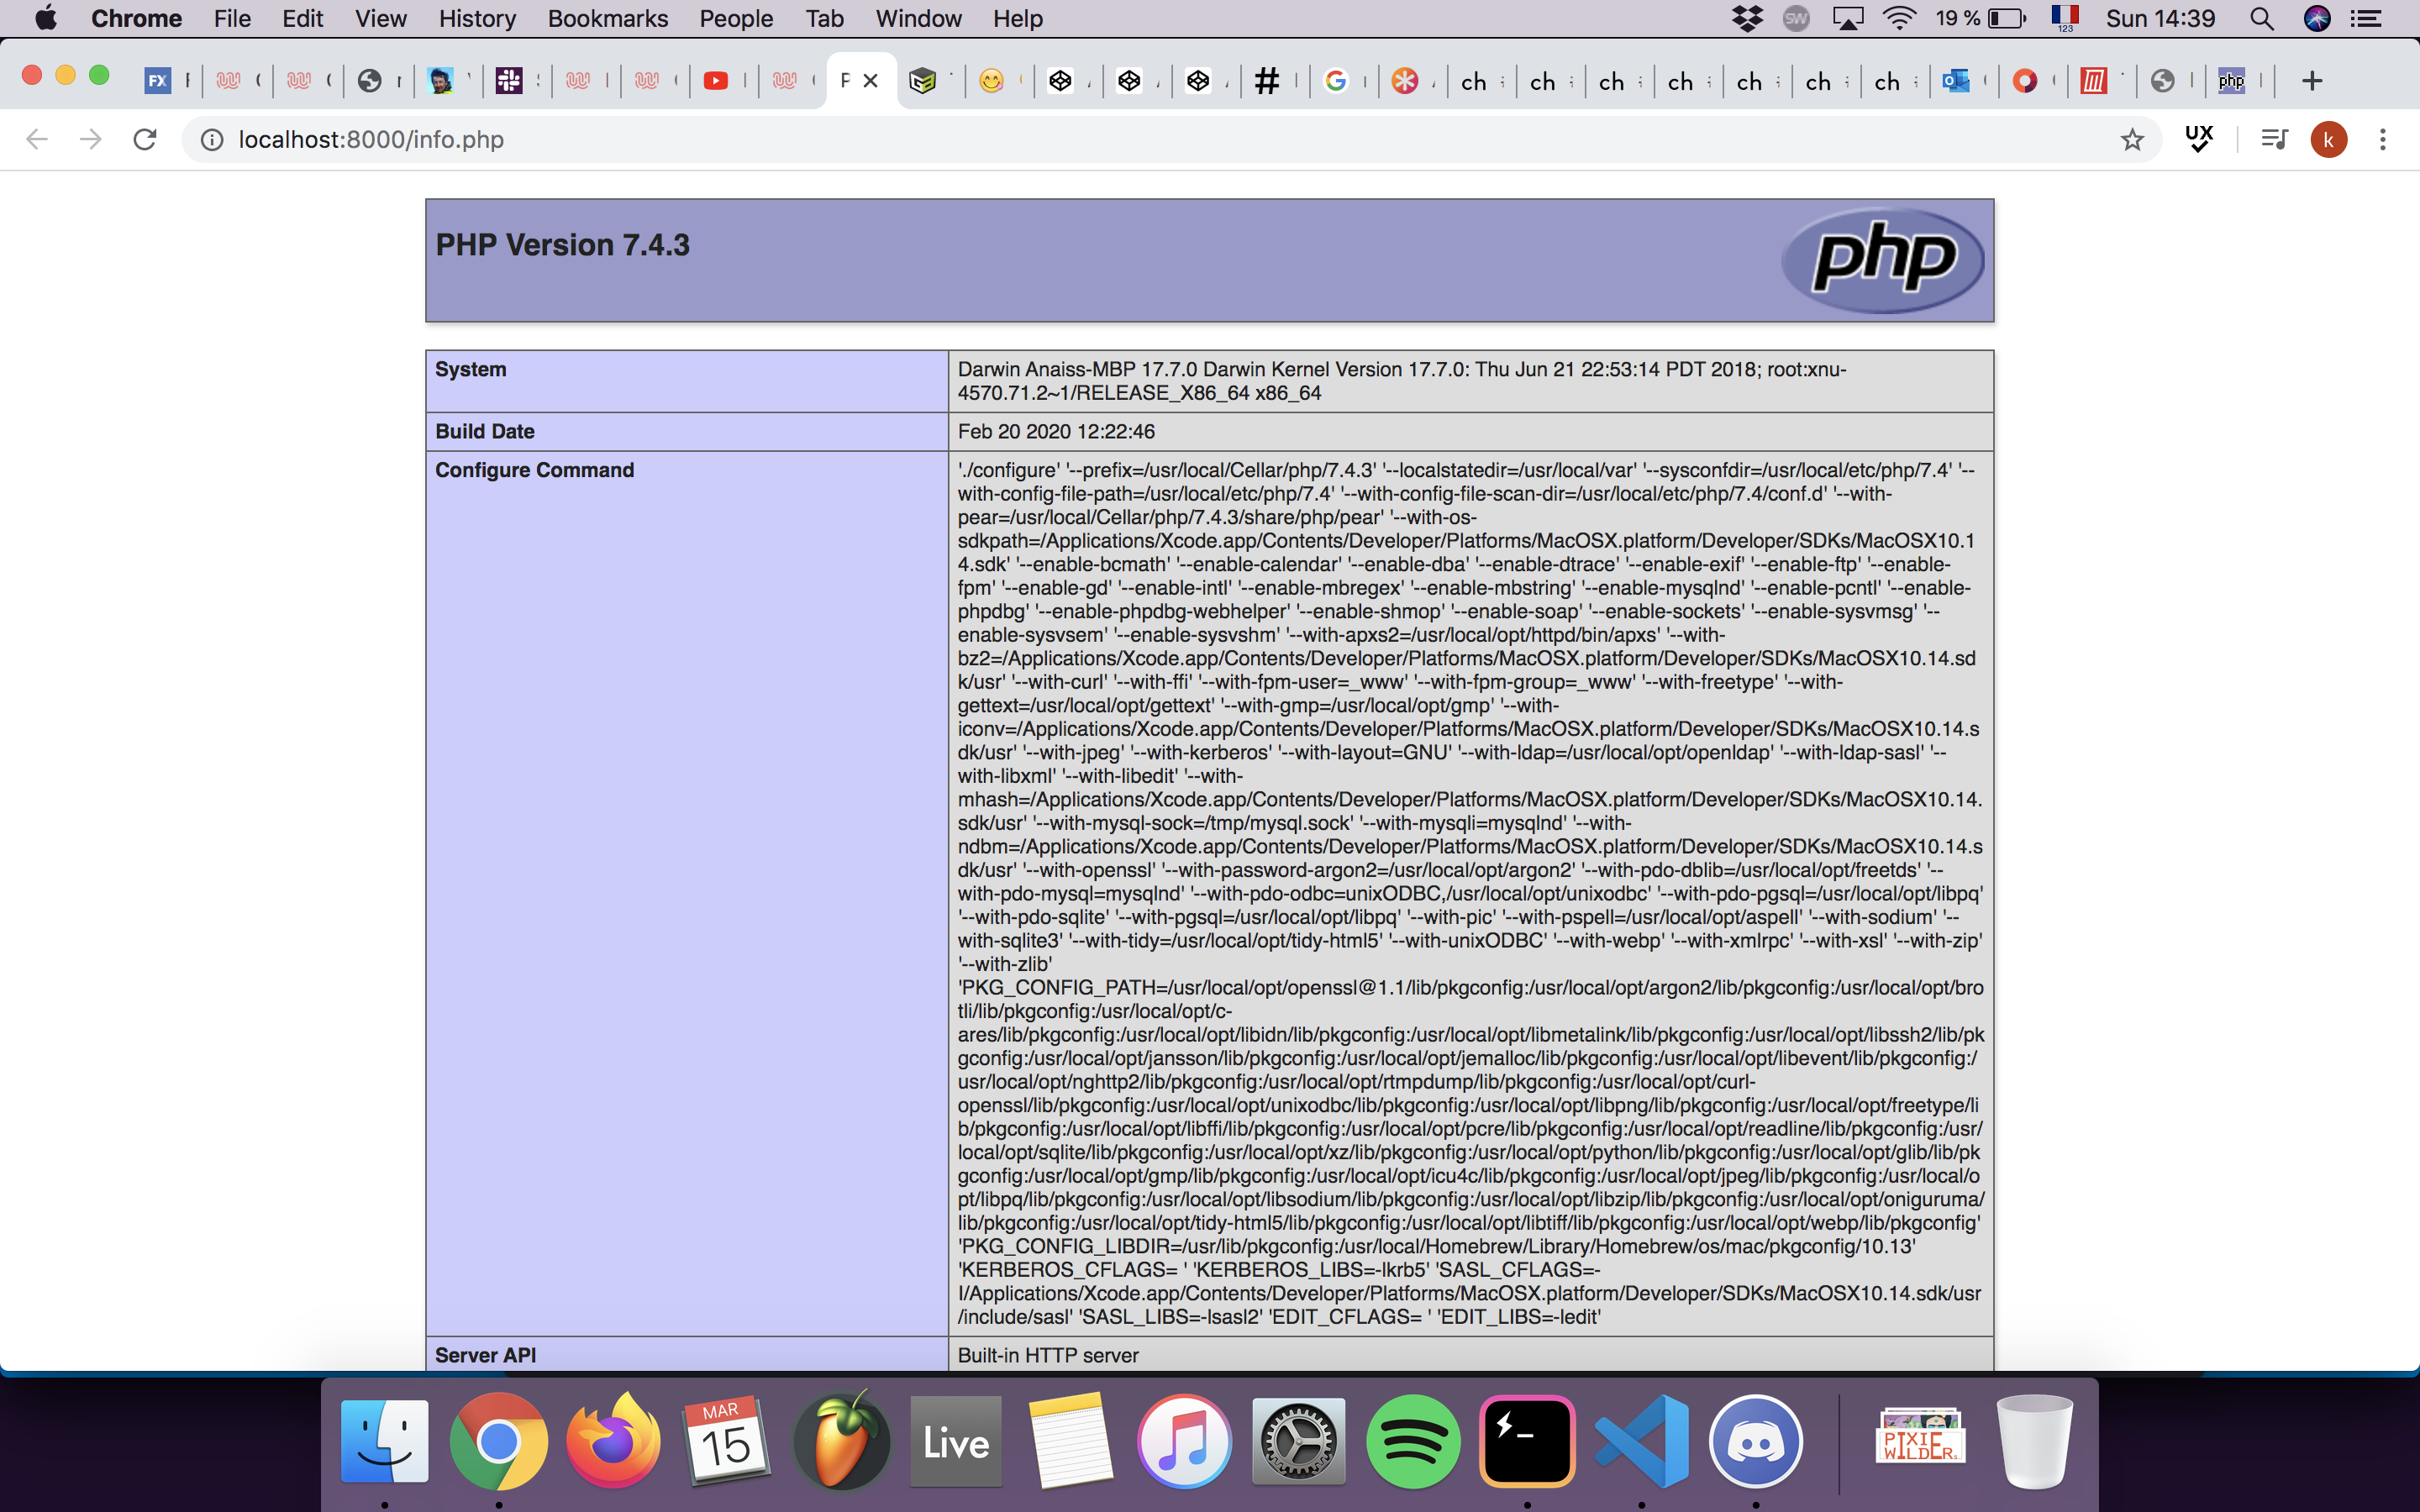 Chrome File Edit View History Bookmarks People Tab Window Help 19 % 123 Sun 14:39
FX php
ch ch ch ch ch ch ch
localhost:8000/info.php UX k
PHP Version 7.4.3 php
System Darwin Anaiss-MBP 17.7.0 Darwin Kernel Version 17.7.0: Thu Jun 21 22:53:14 PDT 2018; root:xnu-
4570.71.2~1/RELEASE_X86_64 x86_64
Build Date Feb 20 2020 12:22:46
Configure Command './configure' '--prefix=/usr/local/Cellar/php/7.4.3' '--localstatedir=/usr/local/var' '--sysconfdir=/usr/local/etc/php/7.4' '--
with-config-file-path=/usr/local/etc/php/7.4' '--with-config-file-scan-dir=/usr/local/etc/php/7.4/conf.d' '--with-
pear=/usr/local/Cellar/php/7.4.3/share/php/pear' '--with-os-
sdkpath=/Applications/Xcode.app/Contents/Developer/Platforms/MacOSX.platform/Developer/SDKs/MacOSX10.1
4.sdk' '--enable-bcmath' '--enable-calendar' '--enable-dba' '--enable-dtrace' '--enable-exif' '--enable-ftp' '--enable-
fpm' '--enable-gd' '--enable-intl' '--enable-mbregex' '--enable-mbstring' '--enable-mysqlnd' '--enable-pcntl' '--enable-
phpdbg' '--enable-phpdbg-webhelper' '--enable-shmop' '--enable-soap' '--enable-sockets' '--enable-sysvmsg' '--
enable-sysvsem' '--enable-sysvshm' '--with-apxs2=/usr/local/opt/httpd/bin/apxs' '--with-
bz2=/Applications/Xcode.app/Contents/Developer/Platforms/MacOSX.platform/Developer/SDKs/MacOSX10.14.sd
k/usr' '--with-curl' '--with-ffi' '--with-fpm-user=_www' '--with-fpm-group=_www' '--with-freetype' '--with-
gettext=/usr/local/opt/gettext' '--with-gmp=/usr/local/opt/gmp' '--with-
iconv=/Applications/Xcode.app/Contents/Developer/Platforms/MacOSX.platform/Developer/SDKs/MacOSX10.14.s
dk/usr' '--with-jpeg' '--with-kerberos' '--with-layout=GNU' '--with-ldap=/usr/local/opt/openldap' '--with-ldap-sasl' '--
with-libxml' '--with-libedit' '--with-
mhash=/Applications/Xcode.app/Contents/Developer/Platforms/MacOSX.platform/Developer/SDKs/MacOSX10.14.
sdk/usr' '--with-mysql-sock=/tmp/mysql.sock' '--with-mysqli=mysqlnd' '--with-
ndbm=/Applications/Xcode.app/Contents/Developer/Platforms/MacOSX.platform/Developer/SDKs/MacOSX10.14.s
dk/usr' '--with-openssl' '--with-password-argon2=/usr/local/opt/argon2' '--with-pdo-dblib=/usr/local/opt/freetds' '--
with-pdo-mysql=mysqlnd' '--with-pdo-odbc=unixODBC,/usr/local/opt/unixodbc' '--with-pdo-pgsql=/usr/local/opt/libpq'
'--with-pdo-sqlite' '--with-pgsql=/usr/local/opt/libpq' '--with-pic' '--with-pspell=/usr/local/opt/aspell' '--with-sodium' '--
with-sqlite3' '--with-tidy=/usr/local/opt/tidy-html5' '--with-unixODBC' '--with-webp' '--with-xmlrpc' '--with-xsl' '--with-zip'
'--with-zlib'
'PKG_CONFIG_PATH=/usr/local/opt/openssl@1.1/lib/pkgconfig:/usr/local/opt/argon2/lib/pkgconfig:/usr/local/opt/bro
tli/lib/pkgconfig:/usr/local/opt/c-
ares/lib/pkgconfig:/usr/local/opt/libidn/lib/pkgconfig:/usr/local/opt/libmetalink/lib/pkgconfig:/usr/local/opt/libssh2/lib/pk
gconfig:/usr/local/opt/jansson/lib/pkgconfig:/usr/local/opt/jemalloc/lib/pkgconfig:/usr/local/opt/libevent/lib/pkgconfig:/
usr/local/opt/nghttp2/lib/pkgconfig:/usr/local/opt/rtmpdump/lib/pkgconfig:/usr/local/opt/curl-
openssl/lib/pkgconfig:/usr/local/opt/unixodbc/lib/pkgconfig:/usr/local/opt/libpng/lib/pkgconfig:/usr/local/opt/freetype/li
b/pkgconfig:/usr/local/opt/libffi/lib/pkgconfig:/usr/local/opt/pcre/lib/pkgconfig:/usr/local/opt/readline/lib/pkgconfig:/usr/
local/opt/sqlite/lib/pkgconfig:/usr/local/opt/xz/lib/pkgconfig:/usr/local/opt/python/lib/pkgconfig:/usr/local/opt/glib/lib/pk
gconfig:/usr/local/opt/gmp/lib/pkgconfig:/usr/local/opt/icu4c/lib/pkgconfig:/usr/local/opt/jpeg/lib/pkgconfig:/usr/local/o
pt/libpq/lib/pkgconfig:/usr/local/opt/libsodium/lib/pkgconfig:/usr/local/opt/libzip/lib/pkgconfig:/usr/local/opt/oniguruma/
lib/pkgconfig:/usr/local/opt/tidy-html5/lib/pkgconfig:/usr/local/opt/libtiff/lib/pkgconfig:/usr/local/opt/webp/lib/pkgconfig'
'PKG_CONFIG_LIBDIR=/usr/lib/pkgconfig:/usr/local/Homebrew/Library/Homebrew/os/mac/pkgconfig/10.13'
'KERBEROS_CFLAGS= ' 'KERBEROS_LIBS=-lkrb5' 'SASL_CFLAGS=-
I/Applications/Xcode.app/Contents/Developer/Platforms/MacOSX.platform/Developer/SDKs/MacOSX10.14.sdk/usr
/include/sasl' 'SASL_LIBS=-lsasl2' 'EDIT_CFLAGS= ' 'EDIT_LIBS=-ledit'
Server API Built-in HTTP server
MAR
15
Live
PIXIE
WILDER